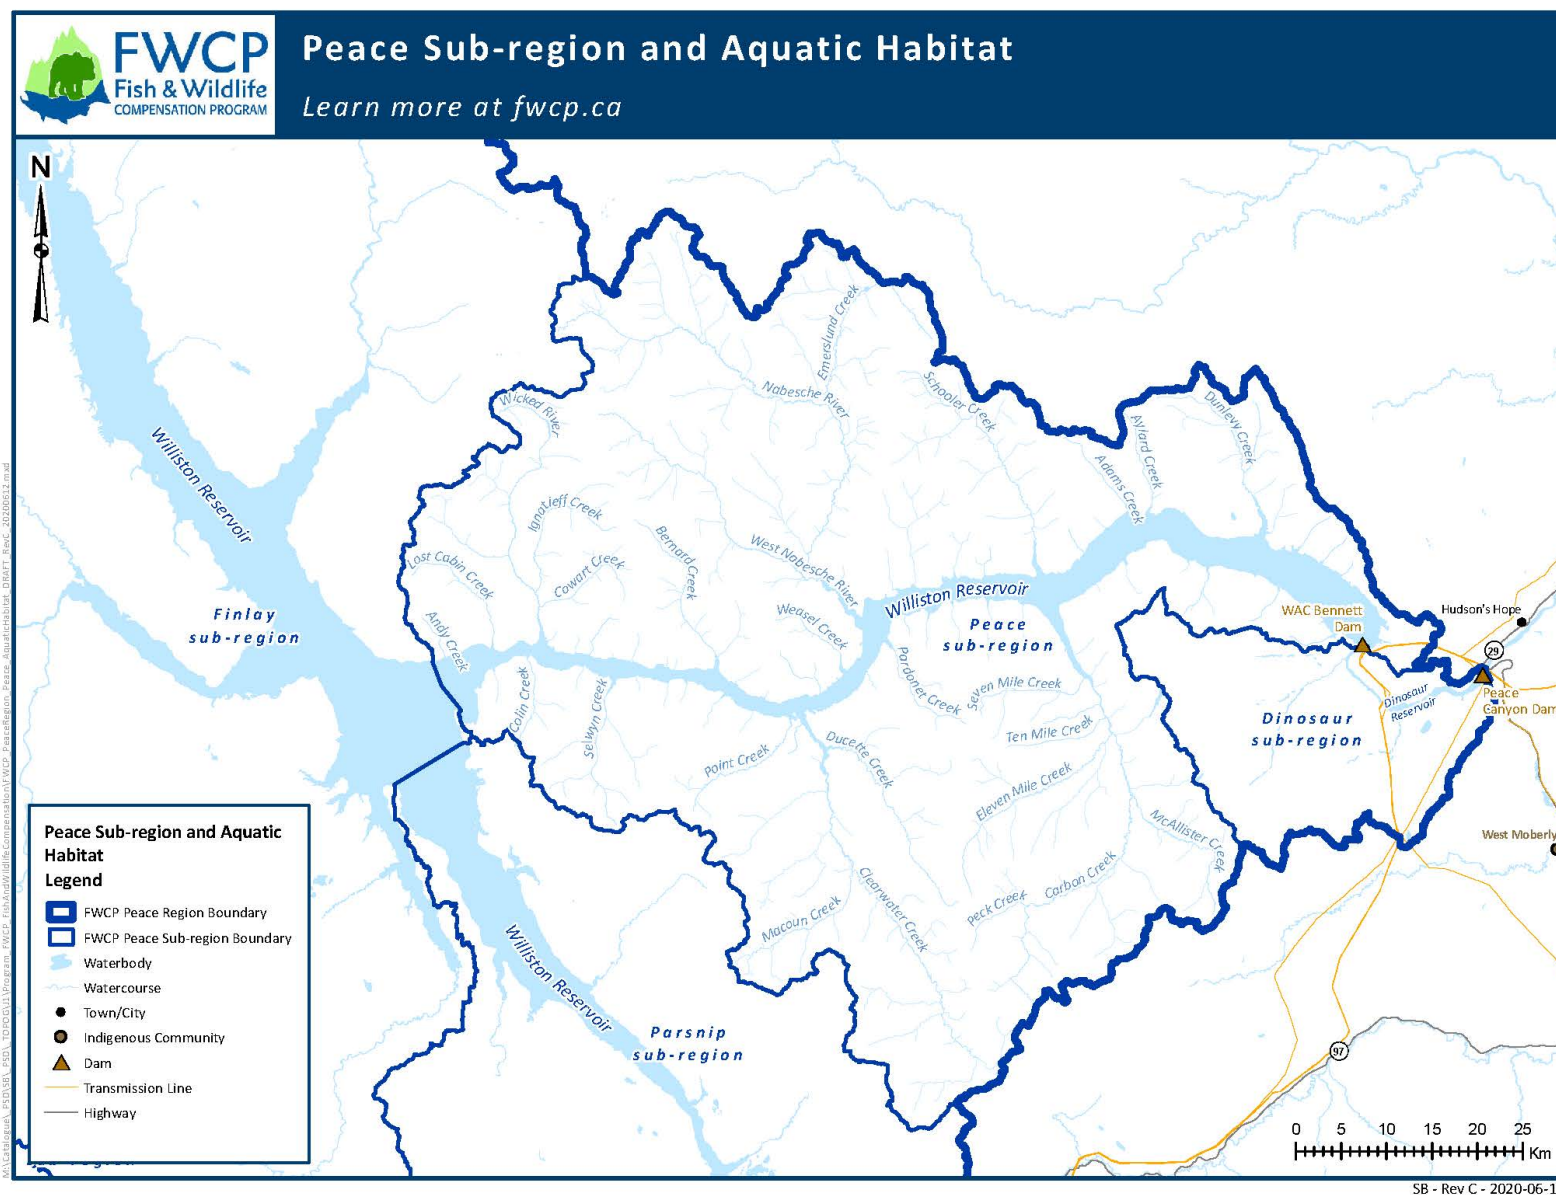 FWCP
Fish & Wildlife
COMPENSATION PROGRAM
Peace Sub-region and Aquatic Habitat
Learn more at fwcp.ca
N
Emerslund Creek
Schooler Creek
Nabesche River
Wicked River
Dunlevy Creek
Aylard Creek
Adams Creek
Williston Reservoir
Ignatieff Creek
Bernard Creek
West Nabesche River
Lost Cabin Creek
Cowart Creek
Williston Reservoir
Weasel Creek
Finlay
sub-region
Andy Creek
Peace
sub-region
WAC Bennett
Dam
Hudson's Hope
29
Pardonet Creek
Seven Mile Creek
Colin Creek
Selwyn Creek
Dinosaur
Reservoir
Peace
Canyon Dam
Dinosaur
sub-region
Ten Mile Creek
Ducette Creek
Point Creek
Eleven Mile Creek
McAllister Creek
West Moberly
Carbon Creek
Peck Creek
Clearwater Creek
Macoun Creek
Williston Reservoir
Parsnip
sub-region
97
Peace Sub-region and Aquatic
Habitat
Legend
FWCP Peace Region Boundary
FWCP Peace Sub-region Boundary
Waterbody
Watercourse
Town/City
Indigenous Community
Dam
Transmission Line
Highway
0 5 10 15 20 25
Km
SB - Rev C - 2020-06-1